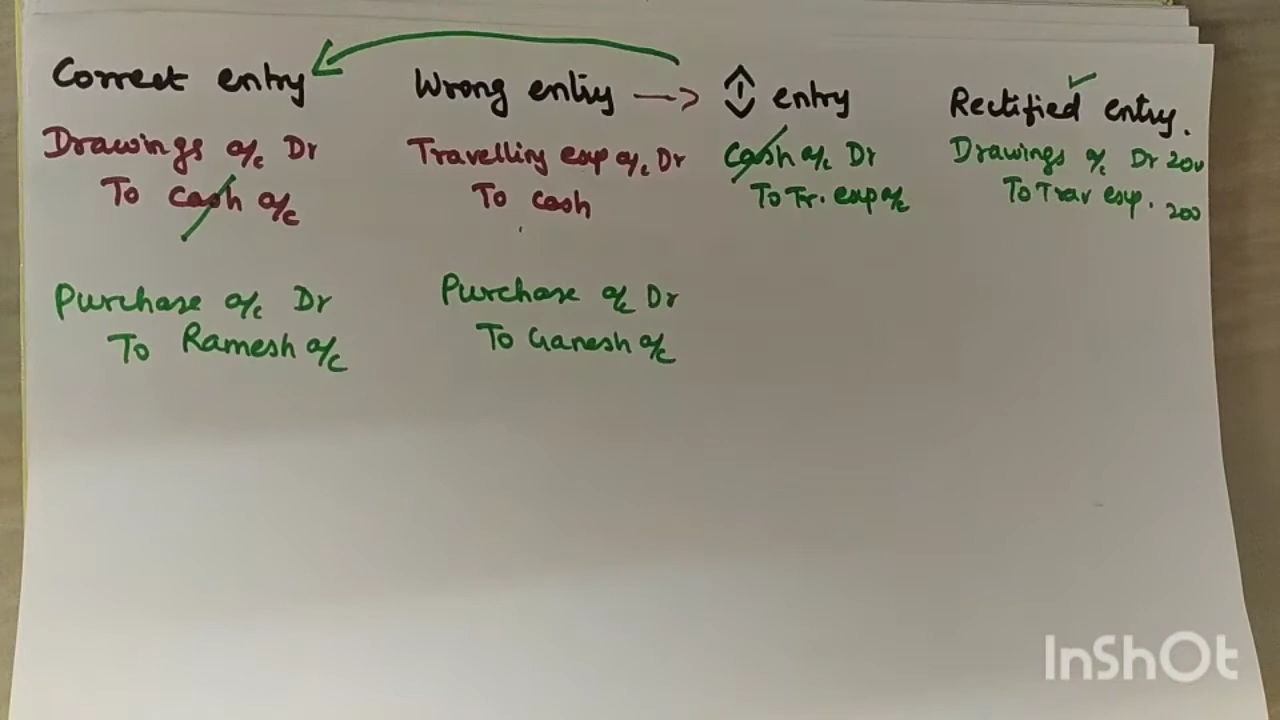 Correct entry
Wrong entry
entry
Rectified entry.
Drawings a/c Dr
To cash a/c
Travelling exp a/c Dr
To cash
Cash a/c Dr
To Tr. exp a/c
Drawings a/c Dr 200
To Trav exp. 200
Purchase a/c Dr
To Ramesh a/c
Purchase a/c Dr
To Ganesh a/c
InShOt